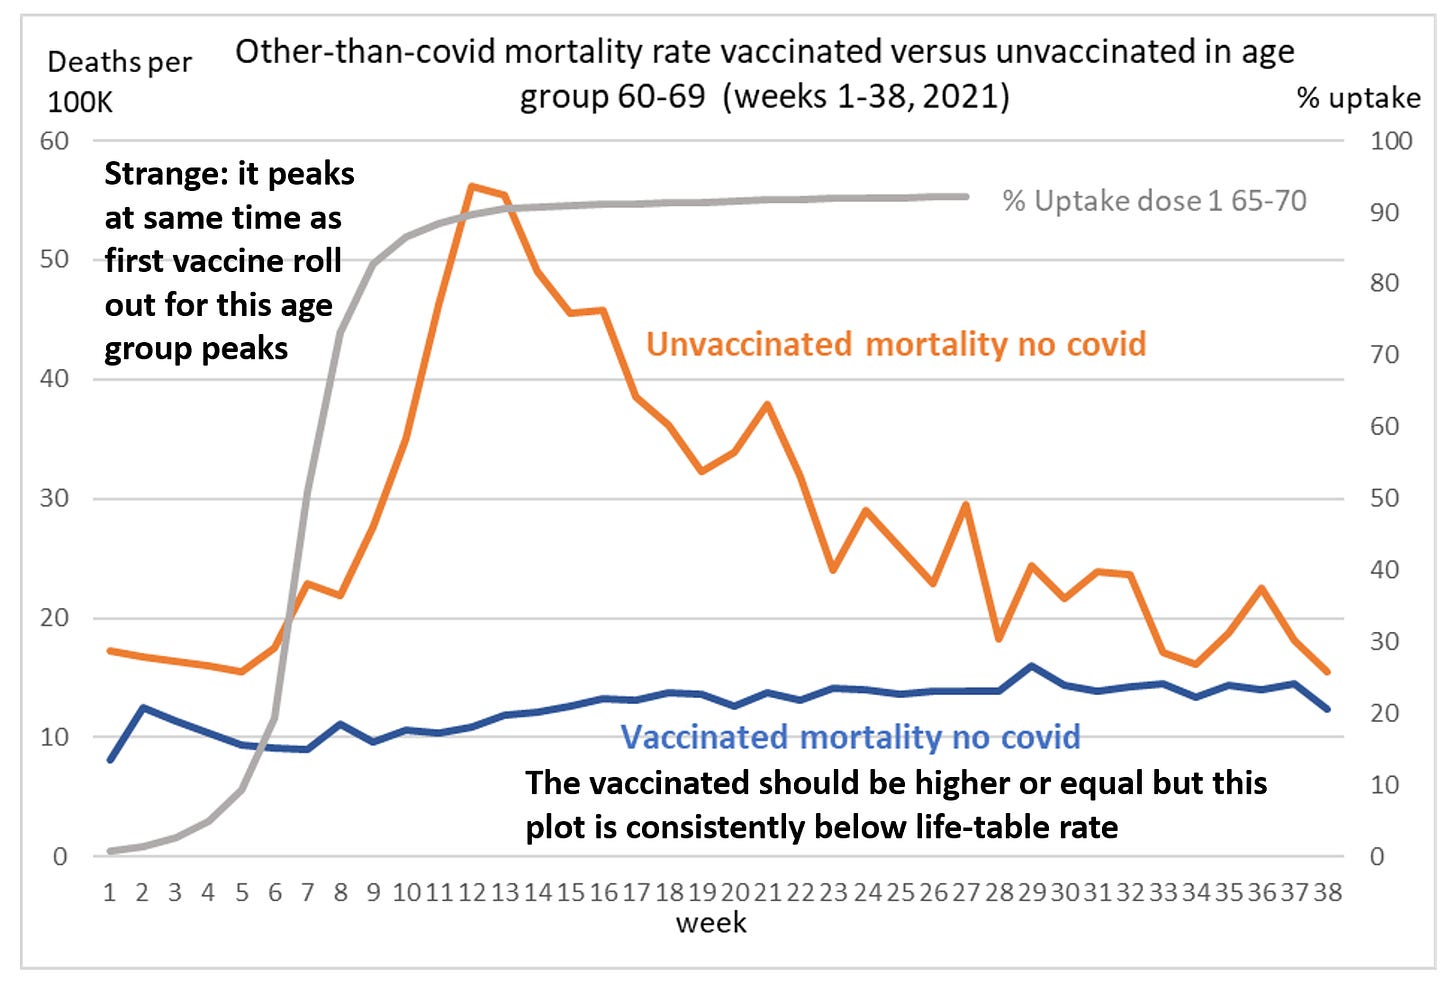 Deaths per
100K
Other-than-covid mortality rate vaccinated versus unvaccinated in age
group 60-69 (weeks 1-38, 2021)
% uptake
60
50
40
30
20
10
0
Strange: it peaks
at same time as
first vaccine roll
out for this age
group peaks
% Uptake dose 1 65-70
Unvaccinated mortality no covid
Vaccinated mortality no covid
The vaccinated should be higher or equal but this
plot is consistently below life-table rate
100
90
80
70
60
50
40
30
20
10
0
1 2 3 4 5 6 7 8 9 10 11 12 13 14 15 16 17 18 19 20 21 22 23 24 25 26 27 28 29 30 31 32 33 34 35 36 37 38
week